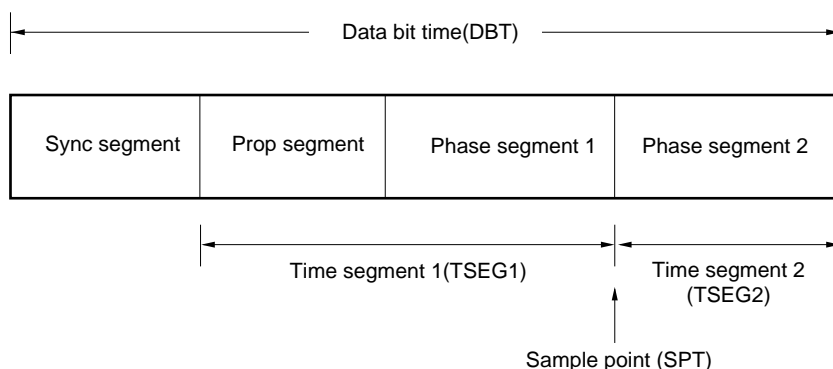 Data bit time(DBT)
Sync segment
Prop segment
Phase segment 1
Phase segment 2
Time segment 1(TSEG1)
Time segment 2
(TSEG2)
Sample point (SPT)